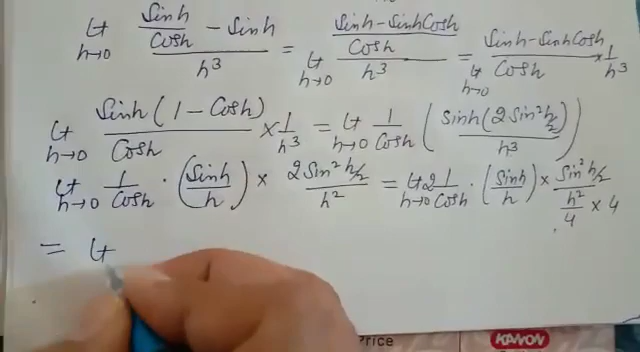 Lt h→0 (Sinh/Cosh - Sinh)/h³ = Lt h→0 ((Sinh-SinhCosh)/Cosh)/h³ = Lt h→0 (Sinh-SinhCosh)/Cosh × 1/h³
Lt h→0 Sinh(1-Cosh)/Cosh × 1/h³ = Lt h→0 1/Cosh (Sinh(2Sin²h/2)/h³)
Lt h→0 1/Cosh · (Sinh/h) × 2Sin²h/2/h² = Lt h→0 2 1/Cosh · (Sinh/h) × Sin²h/2/(h²/4 × 4)
= Lt
Price
KANON